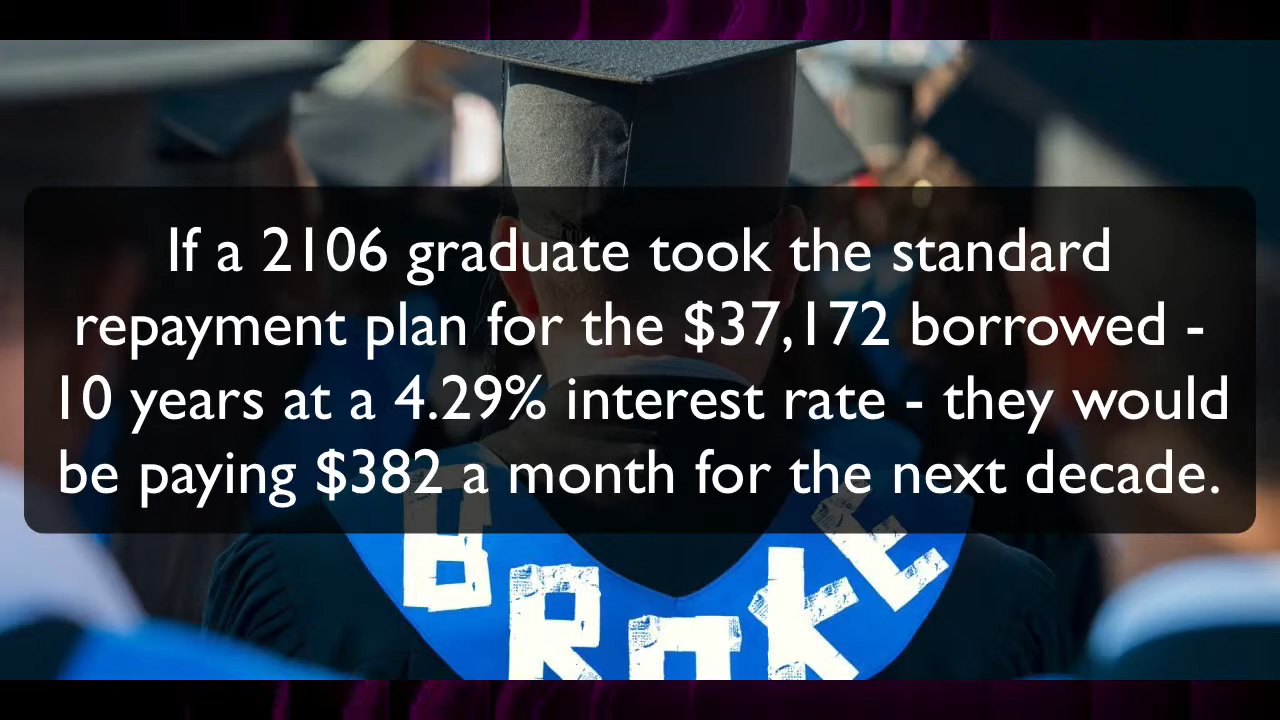 If a 2106 graduate took the standard
repayment plan for the $37,172 borrowed -
10 years at a 4.29% interest rate - they would
be paying $382 a month for the next decade.
BROKE